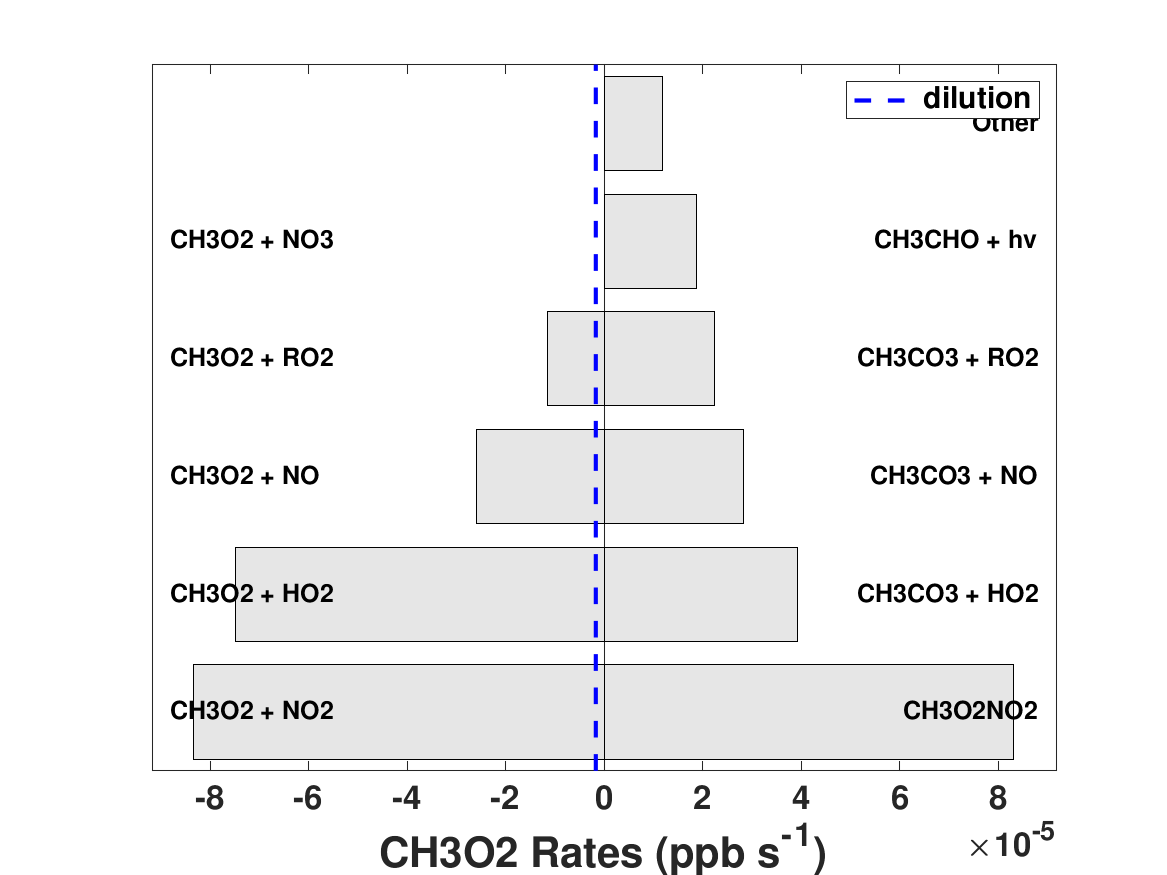 dilution
Other
CH3O2 + NO3
CH3CHO + hv
CH3O2 + RO2
CH3CO3 + RO2
CH3O2 + NO
CH3CO3 + NO
CH3O2 + HO2
CH3CO3 + HO2
CH3O2 + NO2
CH3O2NO2
-8 -6 -4 -2 0 2 4 6 8
×10-5
CH3O2 Rates (ppb s-1)